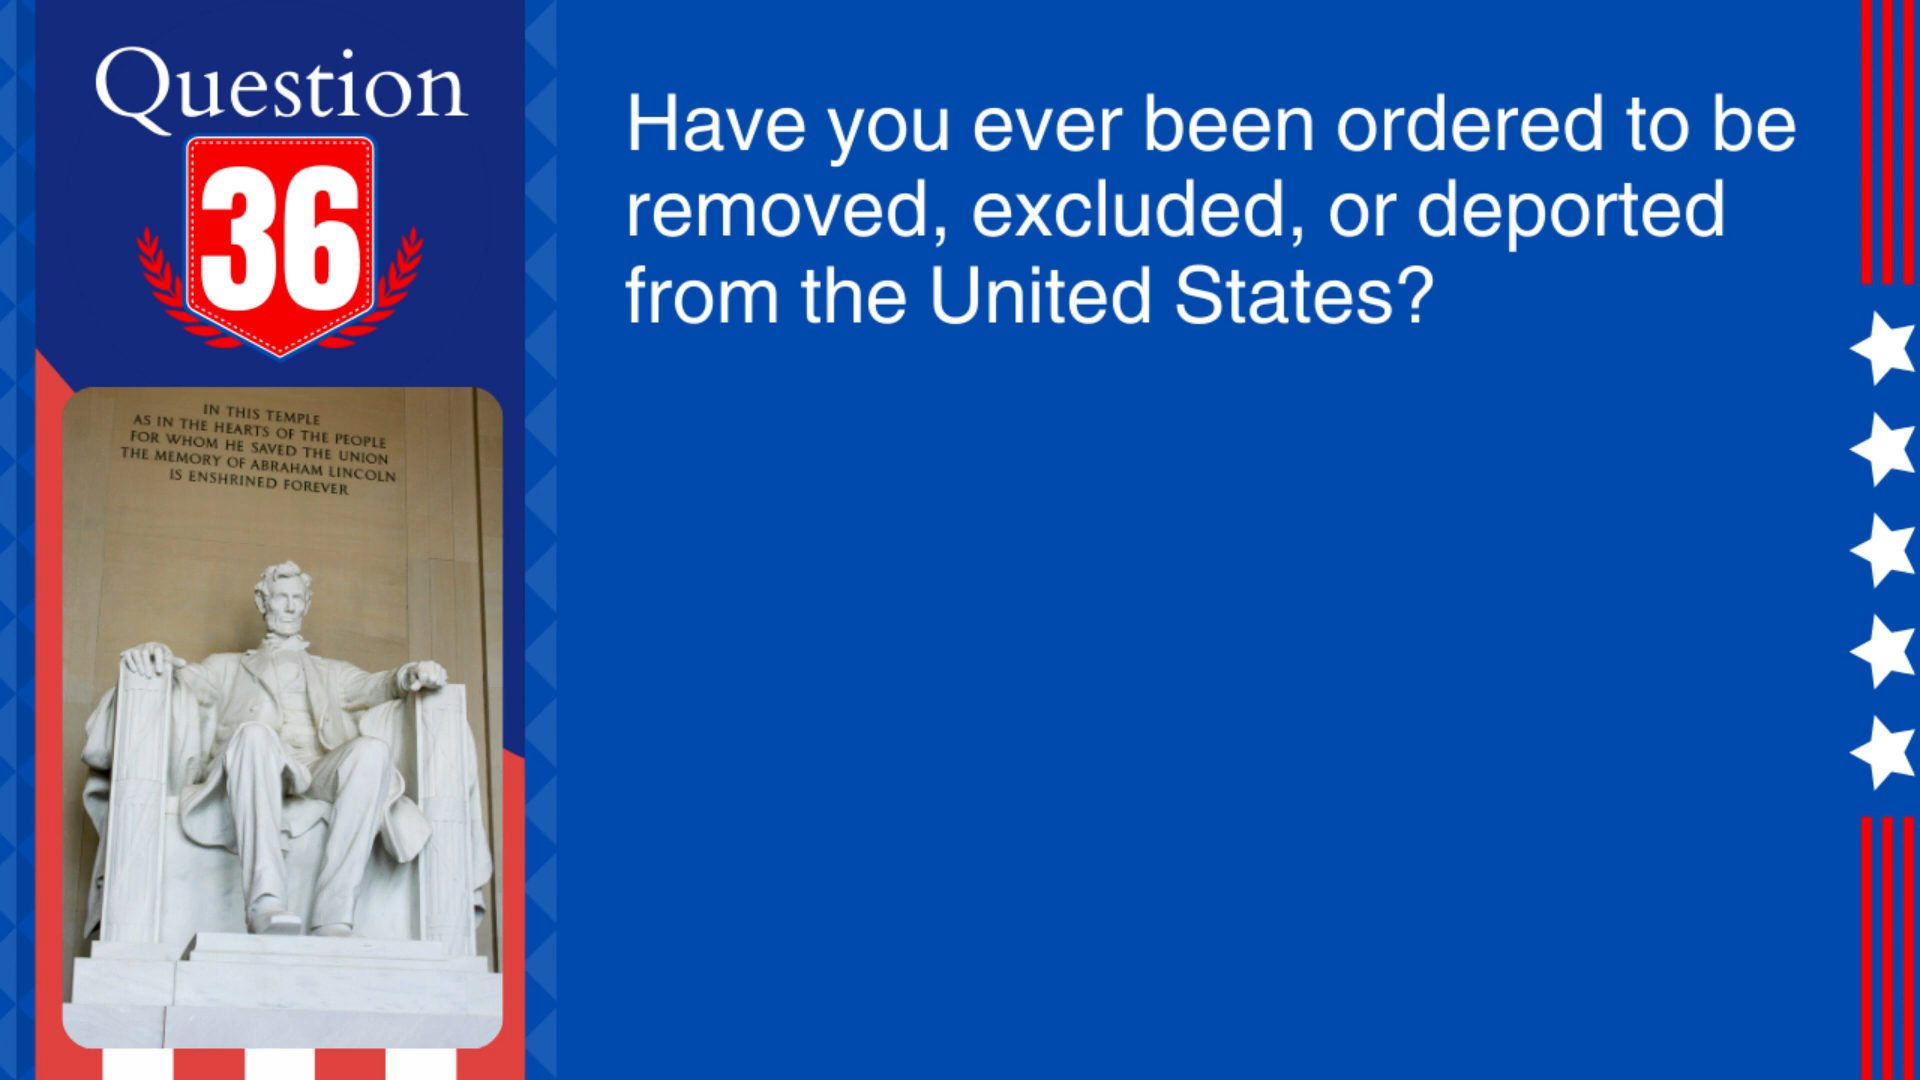 Question
36
IN THIS TEMPLE
AS IN THE HEARTS OF THE PEOPLE
FOR WHOM HE SAVED THE UNION
THE MEMORY OF ABRAHAM LINCOLN
IS ENSHRINED FOREVER
Have you ever been ordered to be
removed, excluded, or deported
from the United States?